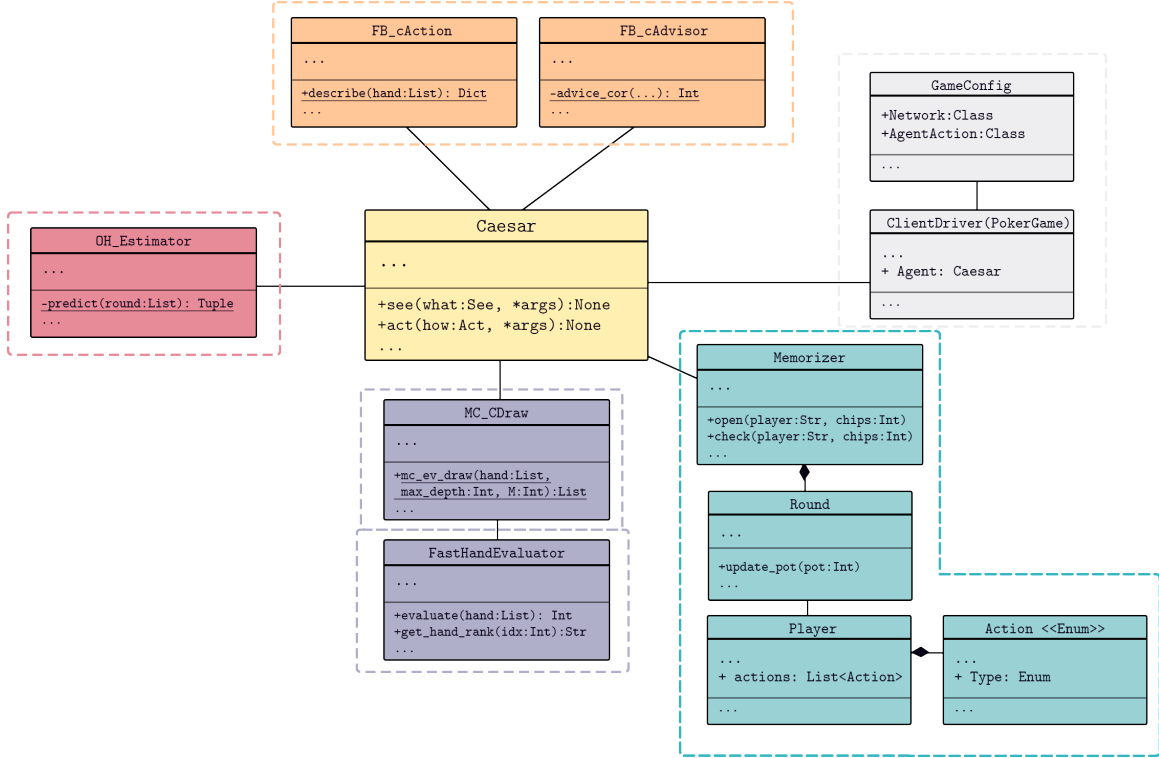 FB_cAction
...
+describe(hand:List): Dict
...
FB_cAdvisor
...
-advice_cor(...): Int
...
GameConfig
+Network:Class
+AgentAction:Class
...
ClientDriver(PokerGame)
...
+ Agent: Caesar
...
OH_Estimator
...
-predict(round:List): Tuple
...
Caesar
...
+see(what:See, *args):None
+act(how:Act, *args):None
...
MC_CDraw
...
+mc_ev_draw(hand:List,
max_depth:Int, M:Int):List
...
FastHandEvaluator
...
+evaluate(hand:List): Int
+get_hand_rank(idx:Int):Str
...
Memorizer
...
+open(player:Str, chips:Int)
+check(player:Str, chips:Int)
...
Round
...
+update_pot(pot:Int)
...
Player
...
+ actions: List<Action>
...
Action <<Enum>>
...
+ Type: Enum
...